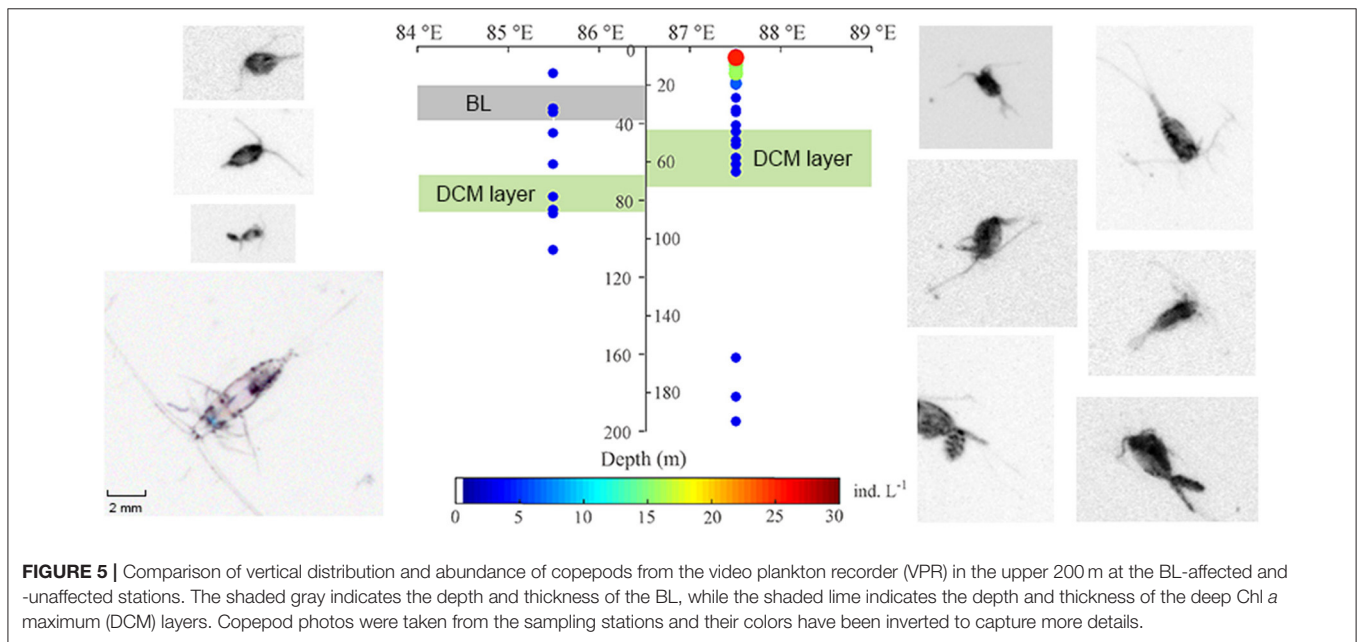 84 °E 85 °E 86 °E 87 °E 88 °E 89 °E
0
20
BL
40
DCM layer
60
DCM layer
80
100
120
140
160
180
200
Depth (m)
ind. L-1
0 5 10 15 20 25 30
2 mm
FIGURE 5 | Comparison of vertical distribution and abundance of copepods from the video plankton recorder (VPR) in the upper 200 m at the BL-affected and
-unaffected stations. The shaded gray indicates the depth and thickness of the BL, while the shaded lime indicates the depth and thickness of the deep Chl a
maximum (DCM) layers. Copepod photos were taken from the sampling stations and their colors have been inverted to capture more details.